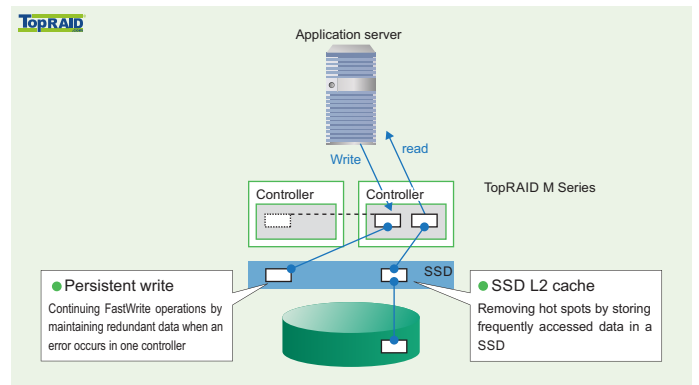 TopRAID
.com
Application server
Write
read
Controller
Controller
TopRAID M Series
SSD
Persistent write
Continuing FastWrite operations by
maintaining redundant data when an
error occurs in one controller
SSD L2 cache
Removing hot spots by storing
frequently accessed data in a
SSD